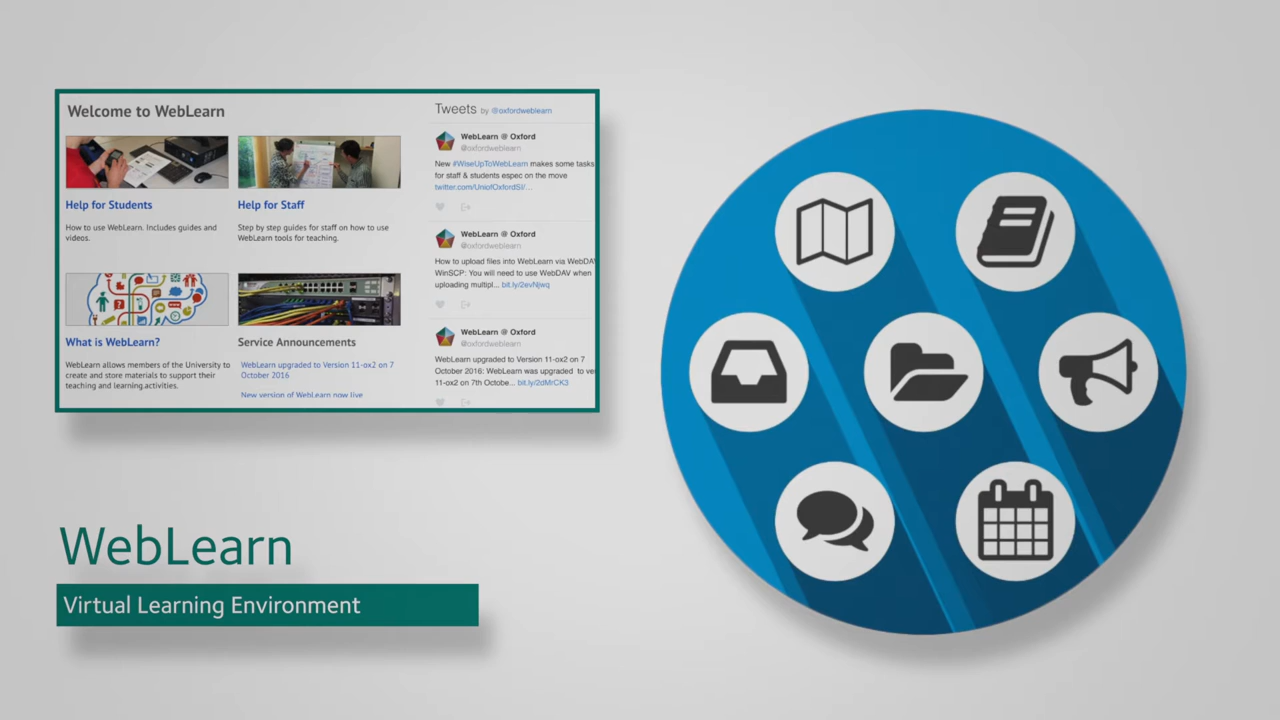 Welcome to WebLearn
Help for Students
How to use WebLearn. Includes guides and
videos.
Help for Staff
Step by step guides for staff on how to use
WebLearn tools for teaching.
What is WebLearn?
WebLearn allows members of the University to
create and store materials to support their
teaching and learning activities.
Service Announcements
WebLearn upgraded to Version 11-ox2 on 7
October 2016
New version of WebLearn now live
Tweets by @oxfordweblearn
WebLearn @ Oxford
@oxfordweblearn
New #WiseUpToWebLearn makes some tasks
for staff & students espec on the move
twitter.com/UniofOxfordSI/...
WebLearn @ Oxford
@oxfordweblearn
How to upload files into WebLearn via WebDAV
WinSCP: You will need to use WebDAV when
uploading multipl... bit.ly/2evNjwq
WebLearn @ Oxford
@oxfordweblearn
WebLearn upgraded to Version 11-ox2 on 7
October 2016: WebLearn was upgraded to
11-ox2 on 7th Octobe... bit.ly/2dMrCK3
WebLearn
Virtual Learning Environment